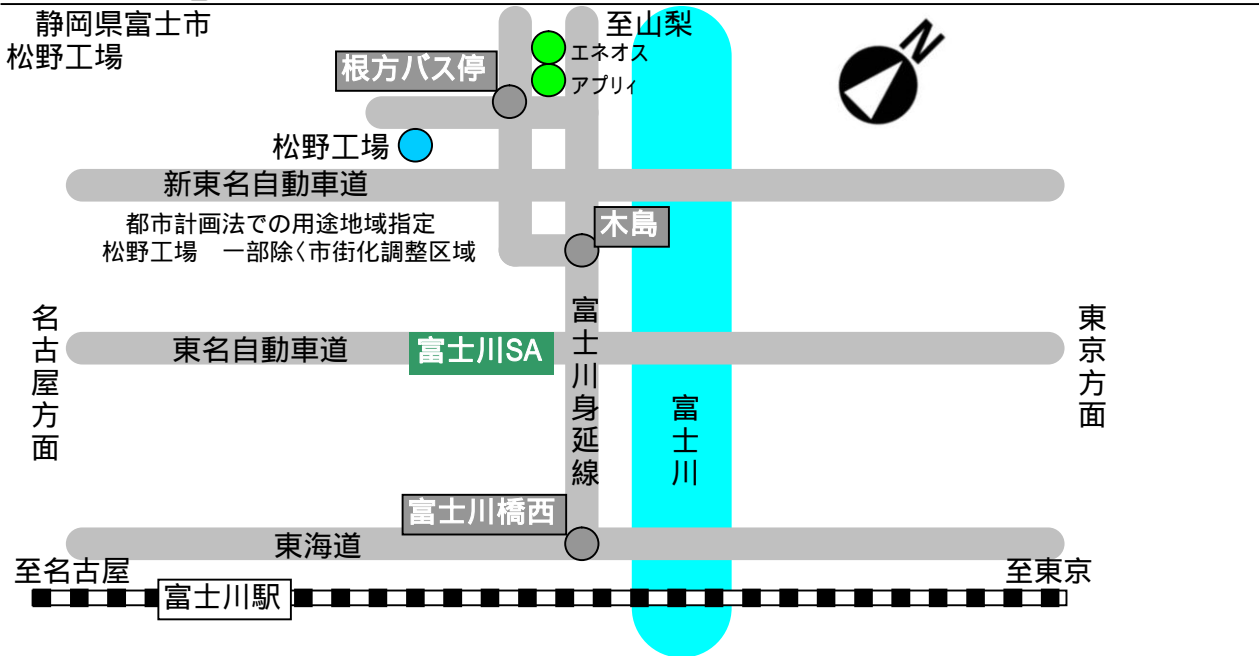 静岡県富士市
松野工場
至山梨
エネオス
アプリィ
根方バス停
N
松野工場
新東名自動車道
都市計画法での用途地域指定
松野工場 一部除く市街化調整区域
木島
名古屋方面
東名自動車道
富士川SA
富士川身延線
富士川
東京方面
富士川橋西
東海道
至名古屋
至東京
富士川駅